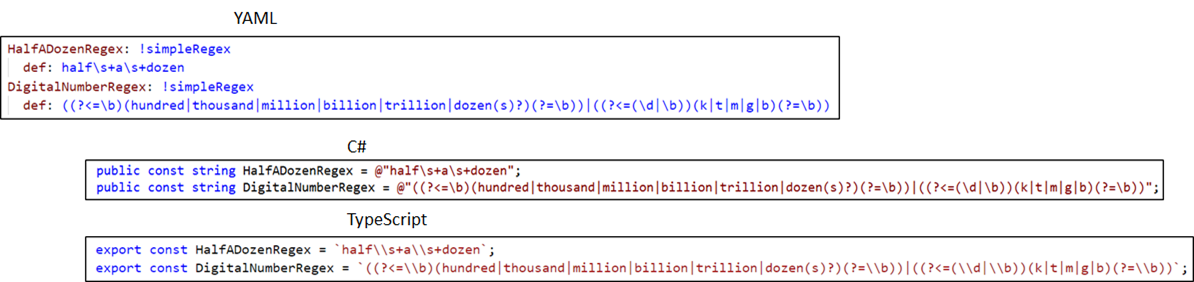 YAML
HalfADozenRegex: !simpleRegex
def: half\s+a\s+dozen
DigitalNumberRegex: !simpleRegex
def: ((?<=\b)(hundred|thousand|million|billion|trillion|dozen(s)?)(?=\b))|((?<=(\d|\b))(k|t|m|g|b)(?=\b))
C#
public const string HalfADozenRegex = @"half\s+a\s+dozen";
public const string DigitalNumberRegex = @"((?<=\b)(hundred|thousand|million|billion|trillion|dozen(s)?)(?=\b))|((?<=(\d|\b))(k|t|m|g|b)(?=\b))";
TypeScript
export const HalfADozenRegex = `half\\s+a\\s+dozen`;
export const DigitalNumberRegex = `((?<=\\b)(hundred|thousand|million|billion|trillion|dozen(s)?)(?=\\b))|((?<=(\\d|\\b))(k|t|m|g|b)(?=\\b))`;